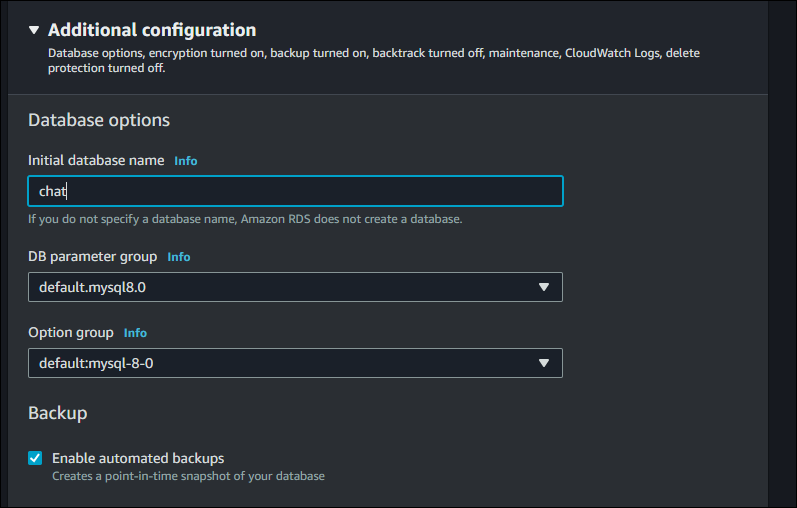 Additional configuration
Database options, encryption turned on, backup turned on, backtrack turned off, maintenance, CloudWatch Logs, delete
protection turned off.
Database options
Initial database name Info
chat
If you do not specify a database name, Amazon RDS does not create a database.
DB parameter group Info
default.mysql8.0
Option group Info
default:mysql-8-0
Backup
Enable automated backups
Creates a point-in-time snapshot of your database